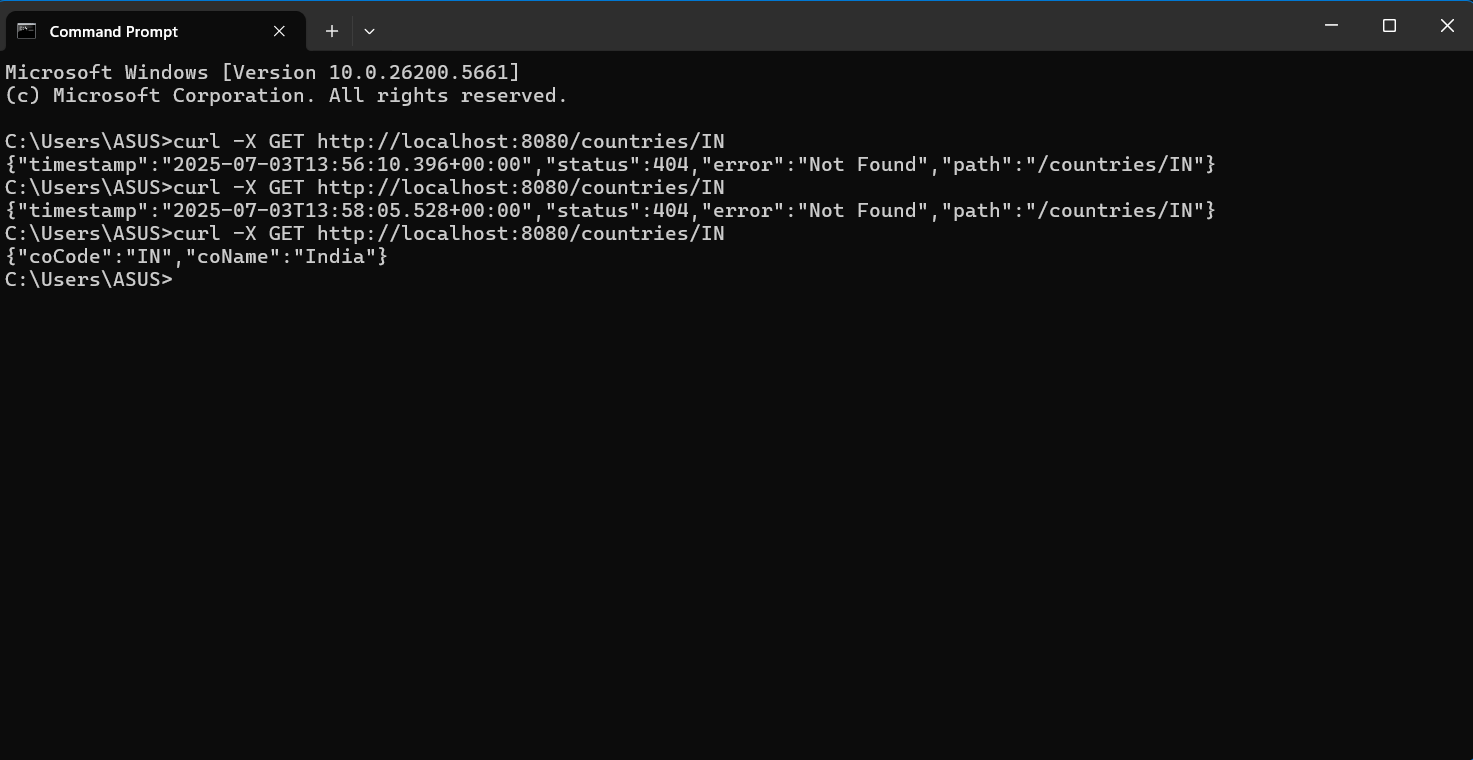 Command Prompt
Microsoft Windows [Version 10.0.26200.5661]
(c) Microsoft Corporation. All rights reserved.
C:\Users\ASUS>curl -X GET http://localhost:8080/countries/IN
{"timestamp":"2025-07-03T13:56:10.396+00:00","status":404,"error":"Not Found","path":"/countries/IN"}
C:\Users\ASUS>curl -X GET http://localhost:8080/countries/IN
{"timestamp":"2025-07-03T13:58:05.528+00:00","status":404,"error":"Not Found","path":"/countries/IN"}
C:\Users\ASUS>curl -X GET http://localhost:8080/countries/IN
{"coCode":"IN","coName":"India"}
C:\Users\ASUS>